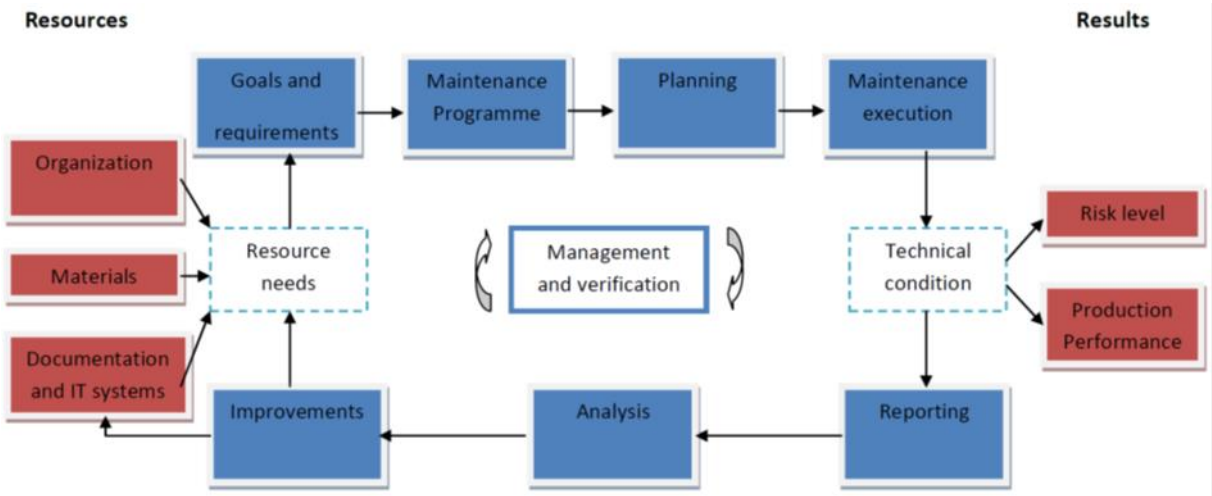 Resources
Results
Goals and
requirements
Maintenance
Programme
Planning
Maintenance
execution
Organization
Materials
Documentation
and IT systems
Resource
needs
Management
and verification
Technical
condition
Risk level
Production
Performance
Improvements
Analysis
Reporting